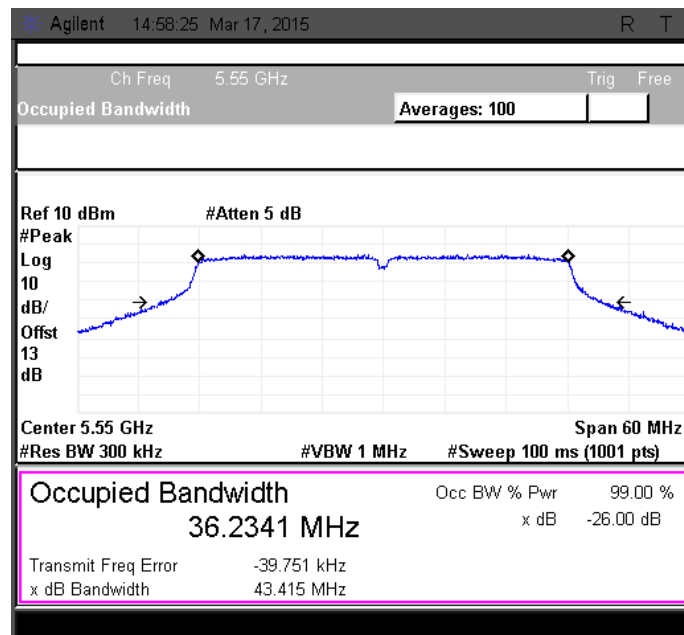 Agilent 14:58:25 Mar 17, 2015 R T
Ch Freq 5.55 GHz Trig Free
Occupied Bandwidth Averages: 100
Ref 10 dBm #Atten 5 dB
#Peak
Log
10
dB/
Offst
13
dB
Center 5.55 GHz Span 60 MHz
#Res BW 300 kHz #VBW 1 MHz #Sweep 100 ms (1001 pts)
Occupied Bandwidth Occ BW % Pwr 99.00 %
36.2341 MHz x dB -26.00 dB
Transmit Freq Error -39.751 kHz
x dB Bandwidth 43.415 MHz